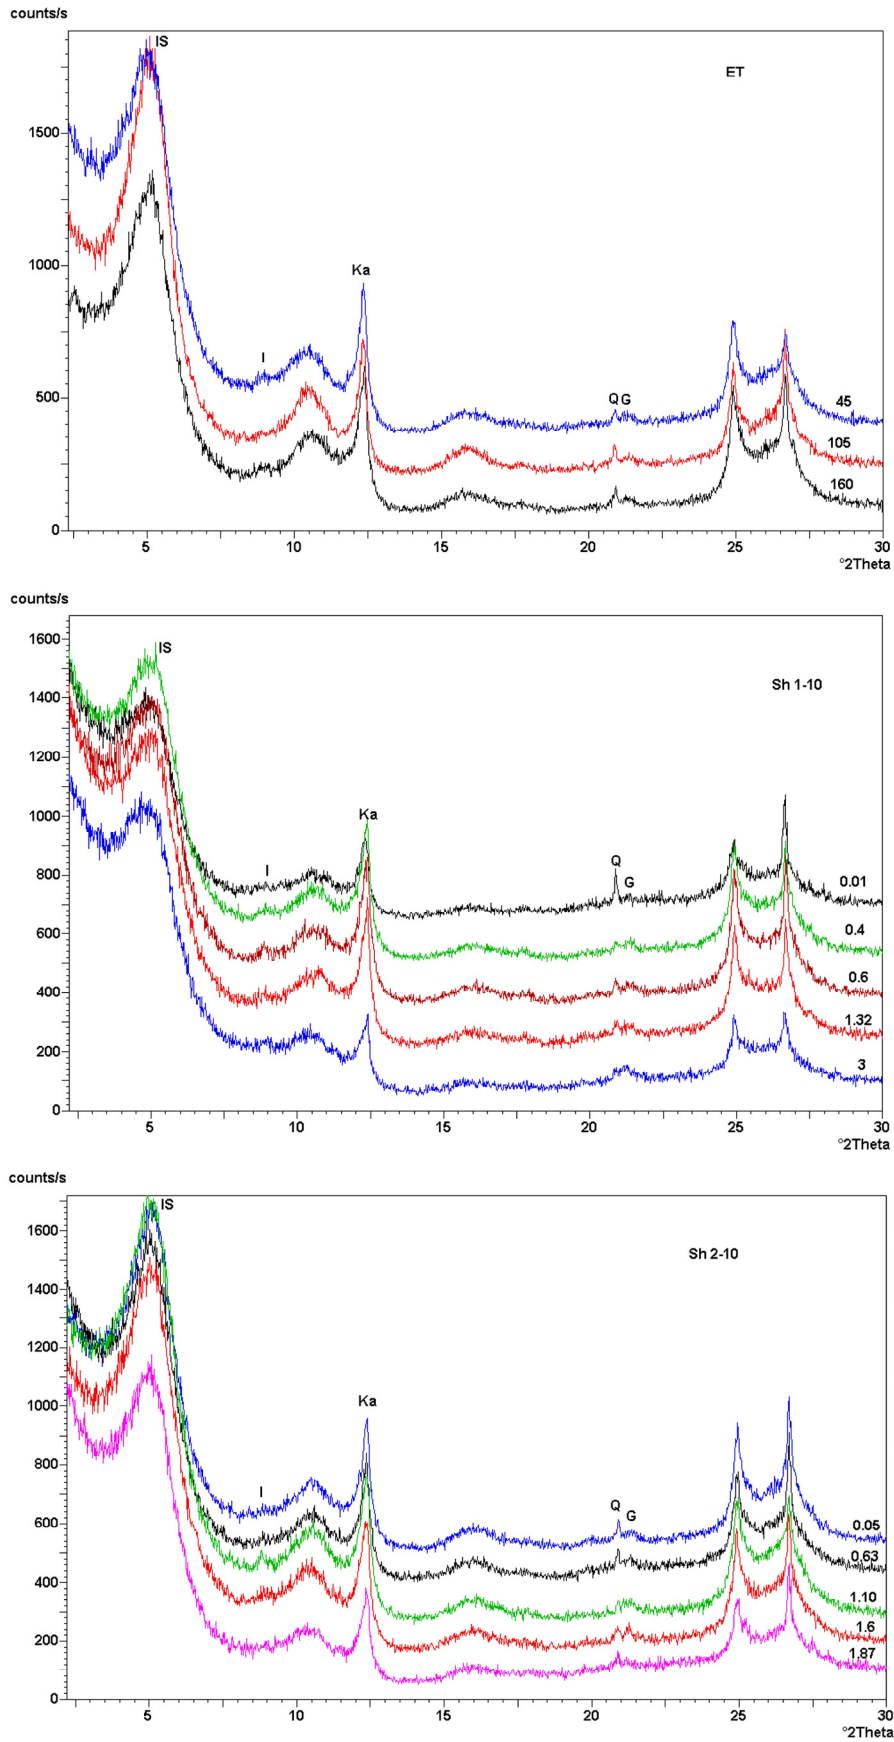 counts/s
IS
ET
1500
1000
Ka
I
500
Q G
45
105
160
0
5 10 15 20 25 30
°2Theta
counts/s
1600
IS
Sh 1-10
1400
1200
1000
Ka
800
I
Q
G
0.01
600
0.4
0.6
400
1.32
200
3
0
5 10 15 20 25 30
°2Theta
counts/s
IS
1600
Sh 2-10
1400
1200
1000
Ka
800
I
Q
G
600
0.05
0.63
400
1.10
1.6
200
1.87
0
5 10 15 20 25 30
°2Theta